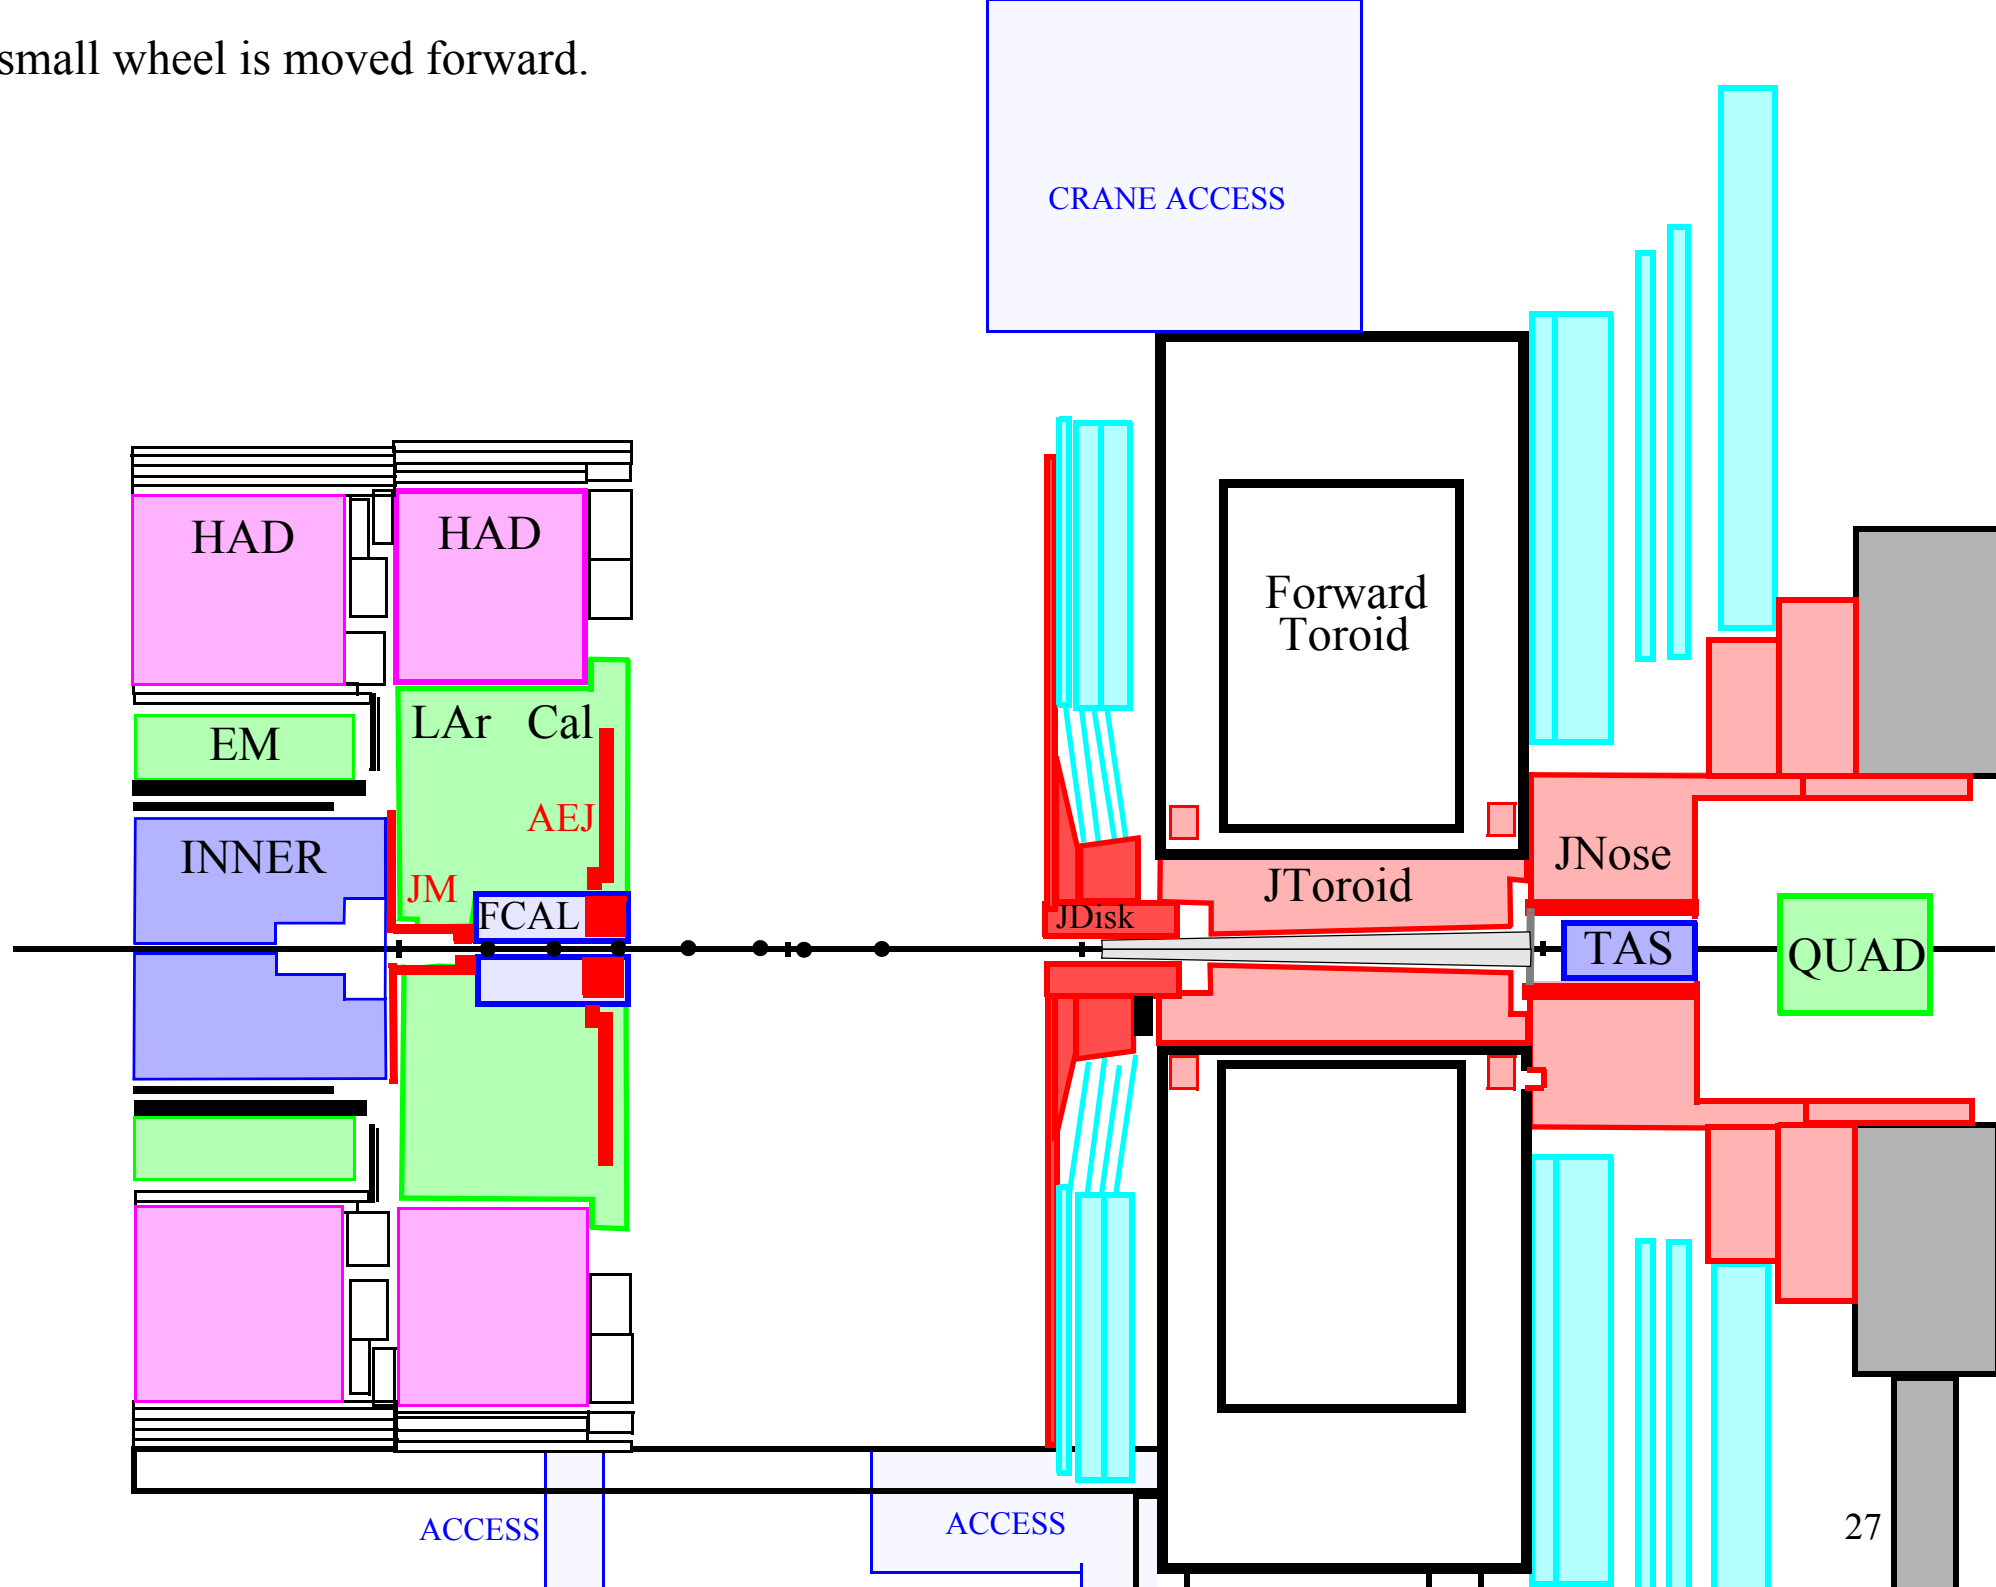 small wheel is moved forward.
CRANE ACCESS
HAD
HAD
Forward
Toroid
LAr Cal
EM
AEJ
INNER
JM
FCAL
JDisk
JToroid
JNose
TAS
QUAD
ACCESS
ACCESS
27